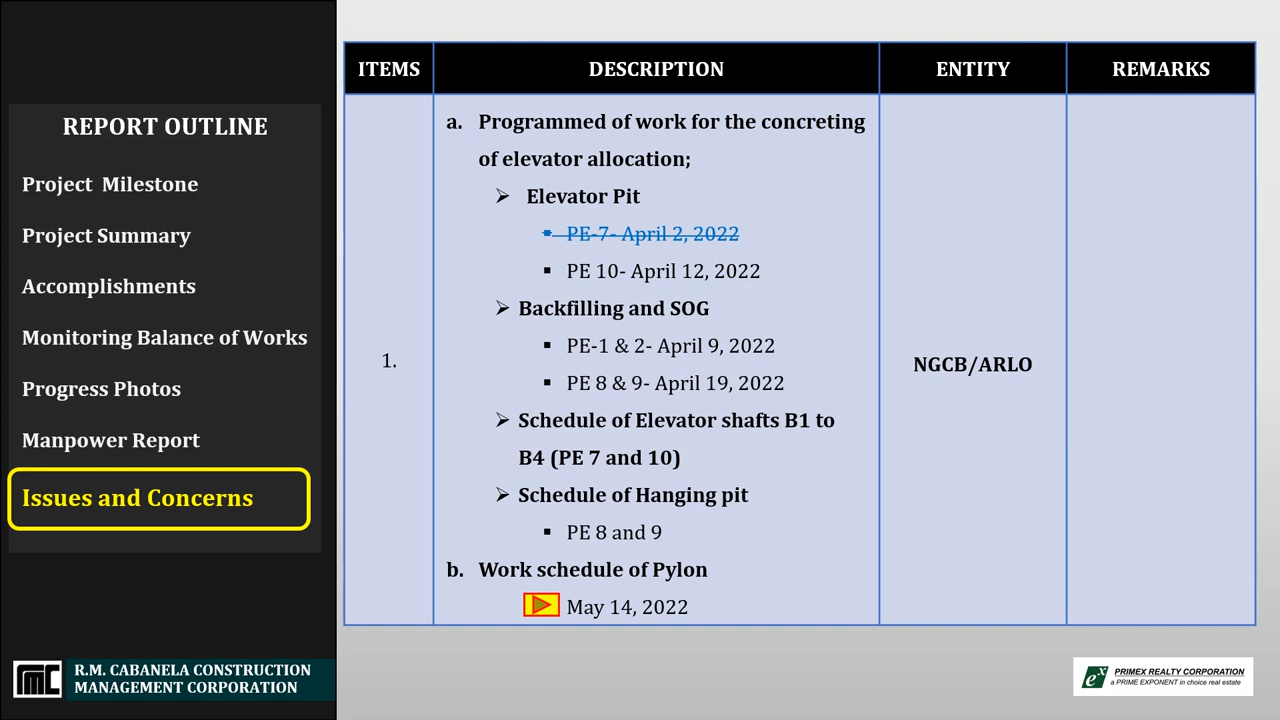 REPORT OUTLINE
Project  Milestone
Project Summary
Accomplishments
Monitoring Balance of Works
Progress Photos
Manpower Report
Issues and Concerns
R.M. CABANELA CONSTRUCTION
MANAGEMENT CORPORATION
ITEMS DESCRIPTION ENTITY REMARKS
1.
a. Programmed of work for the concreting
of elevator allocation;
➢ Elevator Pit
▪ PE-7- April 2, 2022
▪ PE 10- April 12, 2022
➢ Backfilling and SOG
▪ PE-1 & 2- April 9, 2022
▪ PE 8 & 9- April 19, 2022
➢ Schedule of Elevator shafts B1 to
B4 (PE 7 and 10)
➢ Schedule of Hanging pit
▪ PE 8 and 9
b. Work schedule of Pylon
May 14, 2022
NGCB/ARLO
ex PRIMEX REALTY CORPORATION
a PRIME EXPONENT in choice real estate